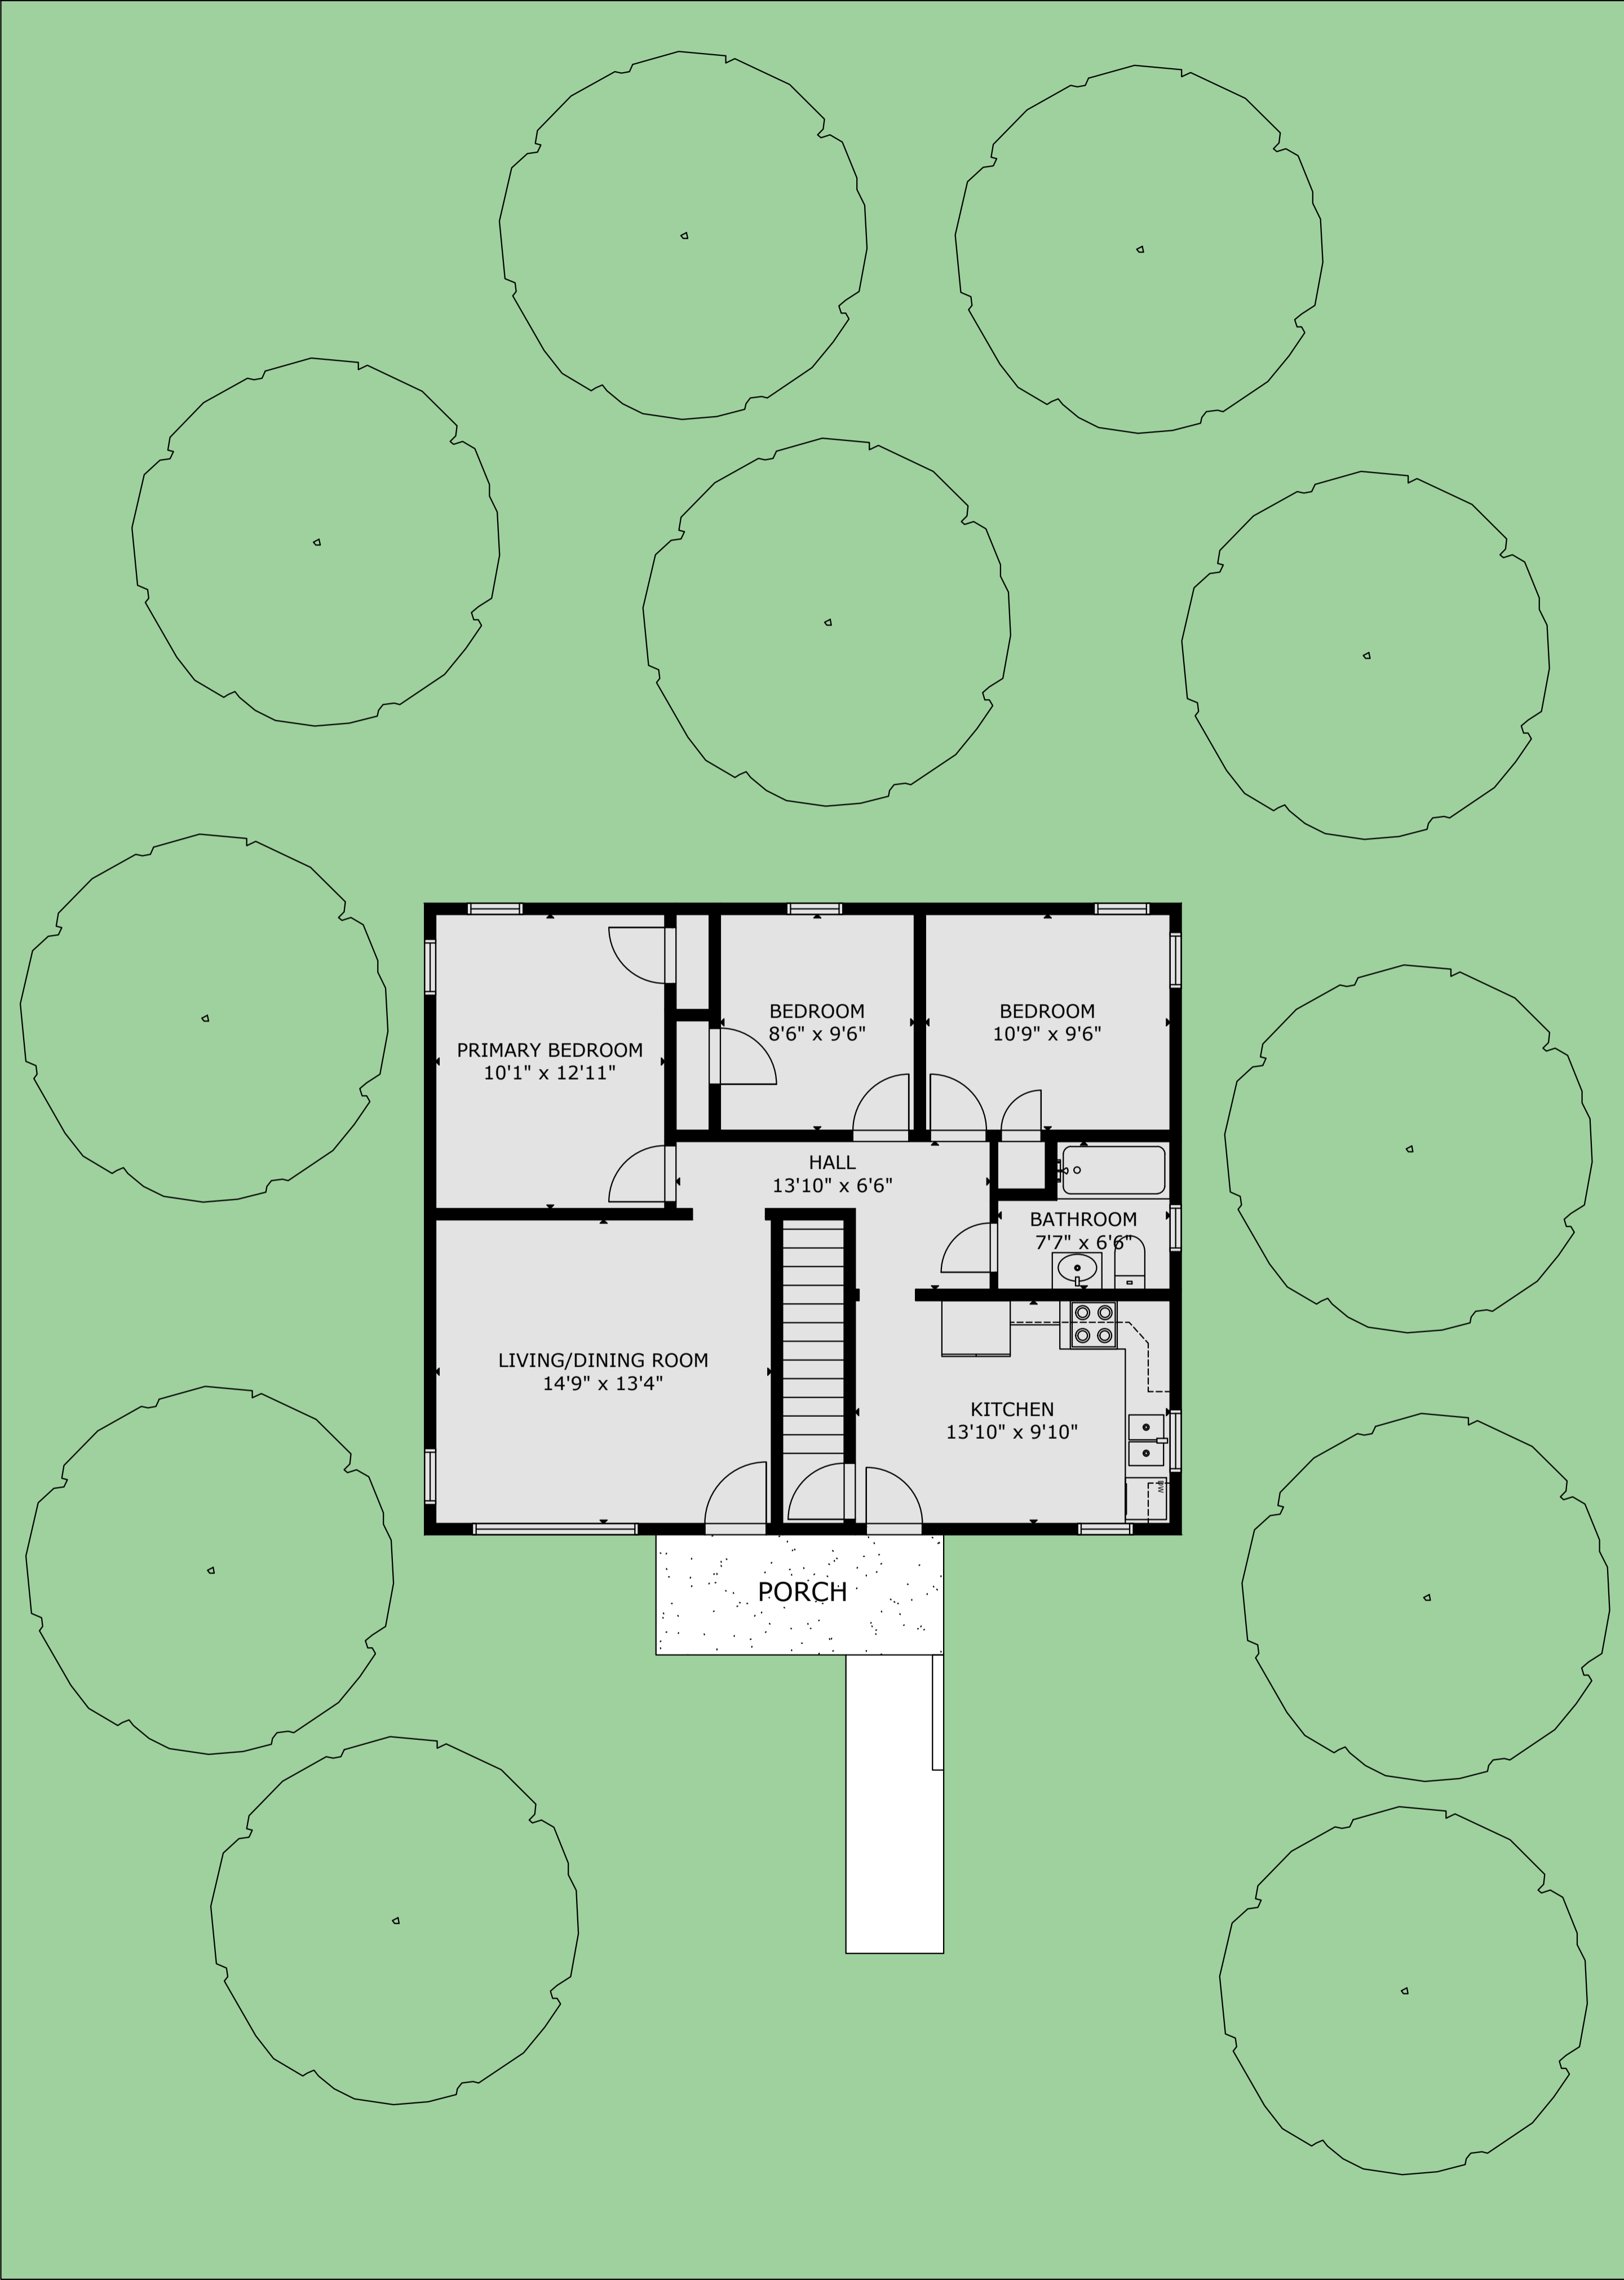 BEDROOM
8'6" x 9'6"
BEDROOM
10'9" x 9'6"
PRIMARY BEDROOM
10'1" x 12'11"
HALL
13'10" x 6'6"
BATHROOM
7'7" x 6'6"
LIVING/DINING ROOM
14'9" x 13'4"
KITCHEN
13'10" x 9'10"
DW
PORCH